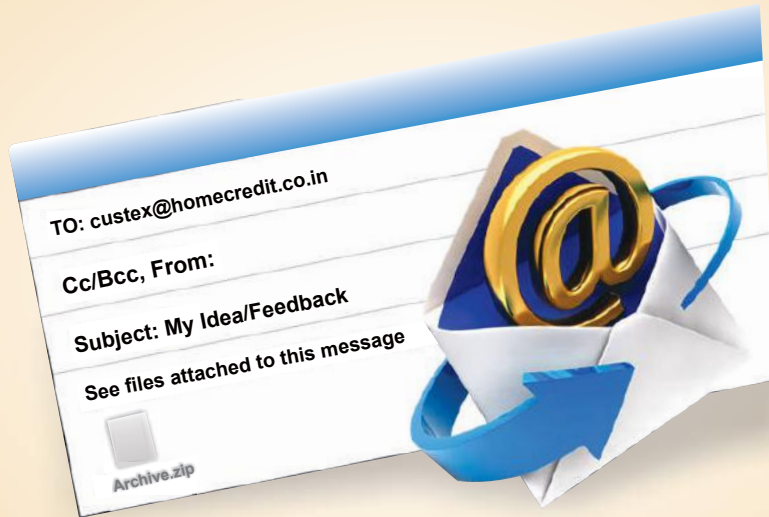 TO: custex@homecredit.co.in
Cc/Bcc, From:
Subject: My Idea/Feedback
See files attached to this message
Archive.zip